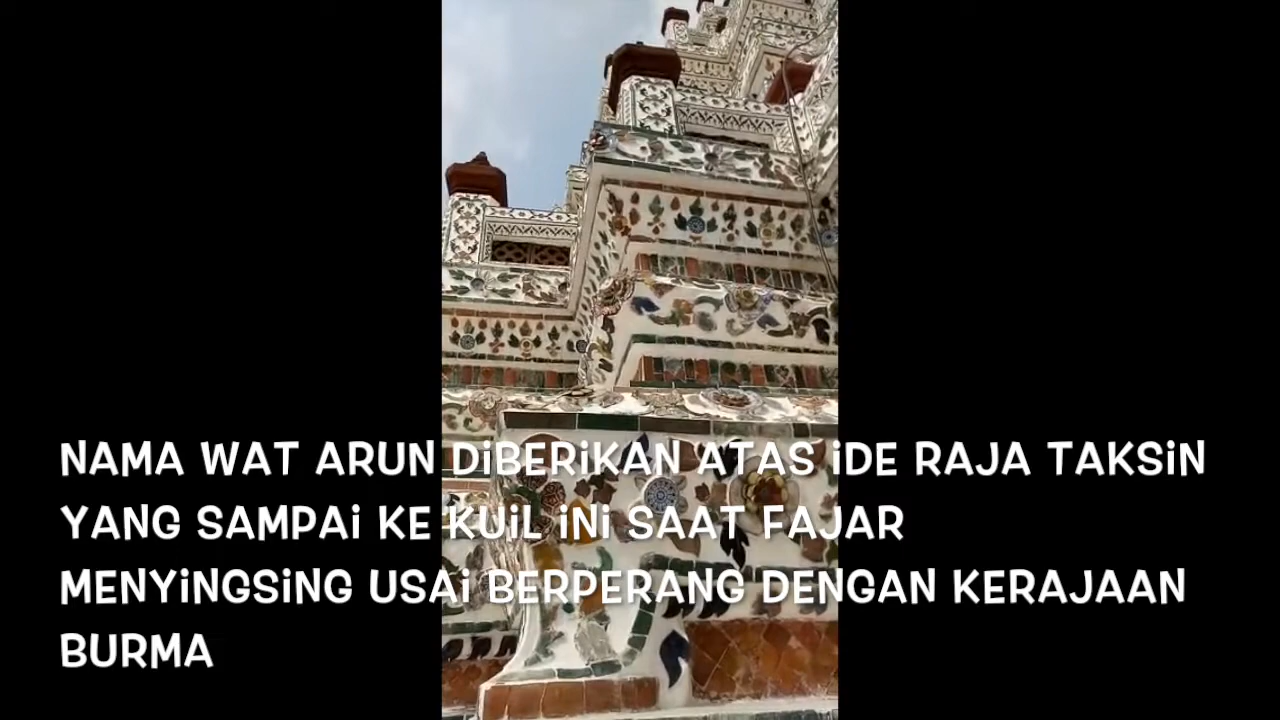 NAMA WAT ARUN DiBERiKAN ATAS iDE RAJA TAKSiN
YANG SAMPAi KE KUiL iNi SAAT FAJAR
MENYiNGSiNG USAi BERPERANG DENGAN KERAJAAN
BURMA